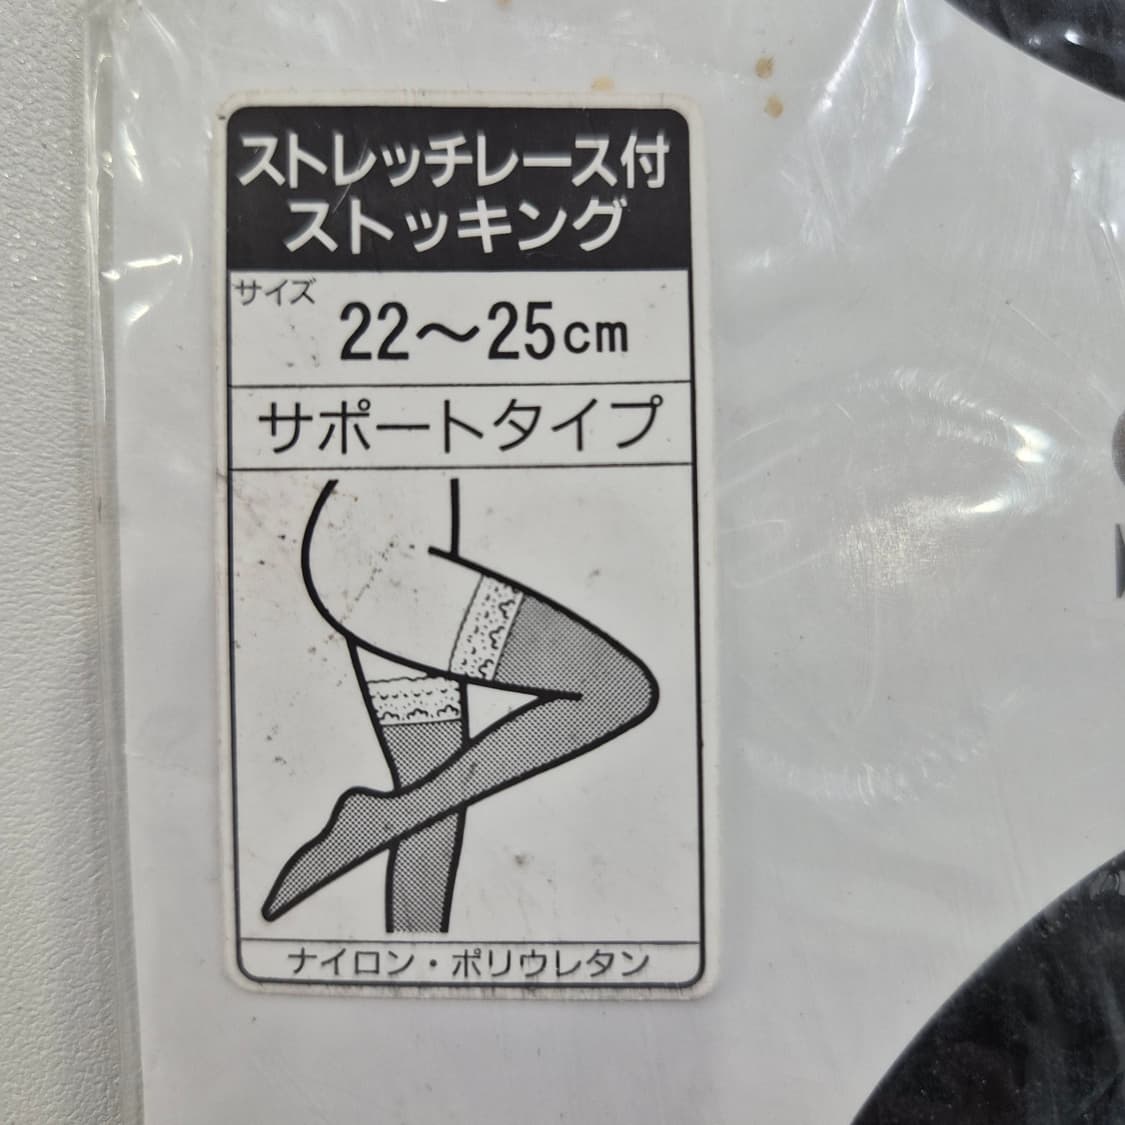 ストレッチレース付
ストッキング
サイズ
22～25cm
サポートタイプ
ナイロン・ポリウレタン